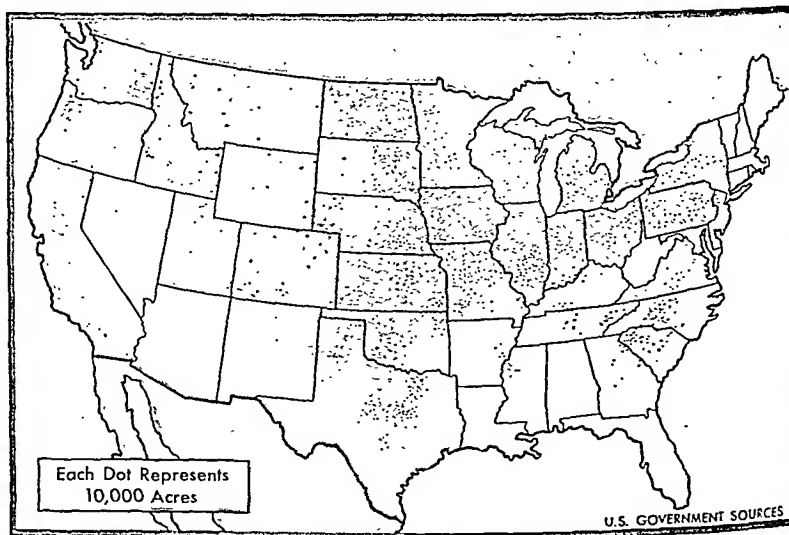 Each Dot Represents
10,000 Acres
U.S. GOVERNMENT SOURCES